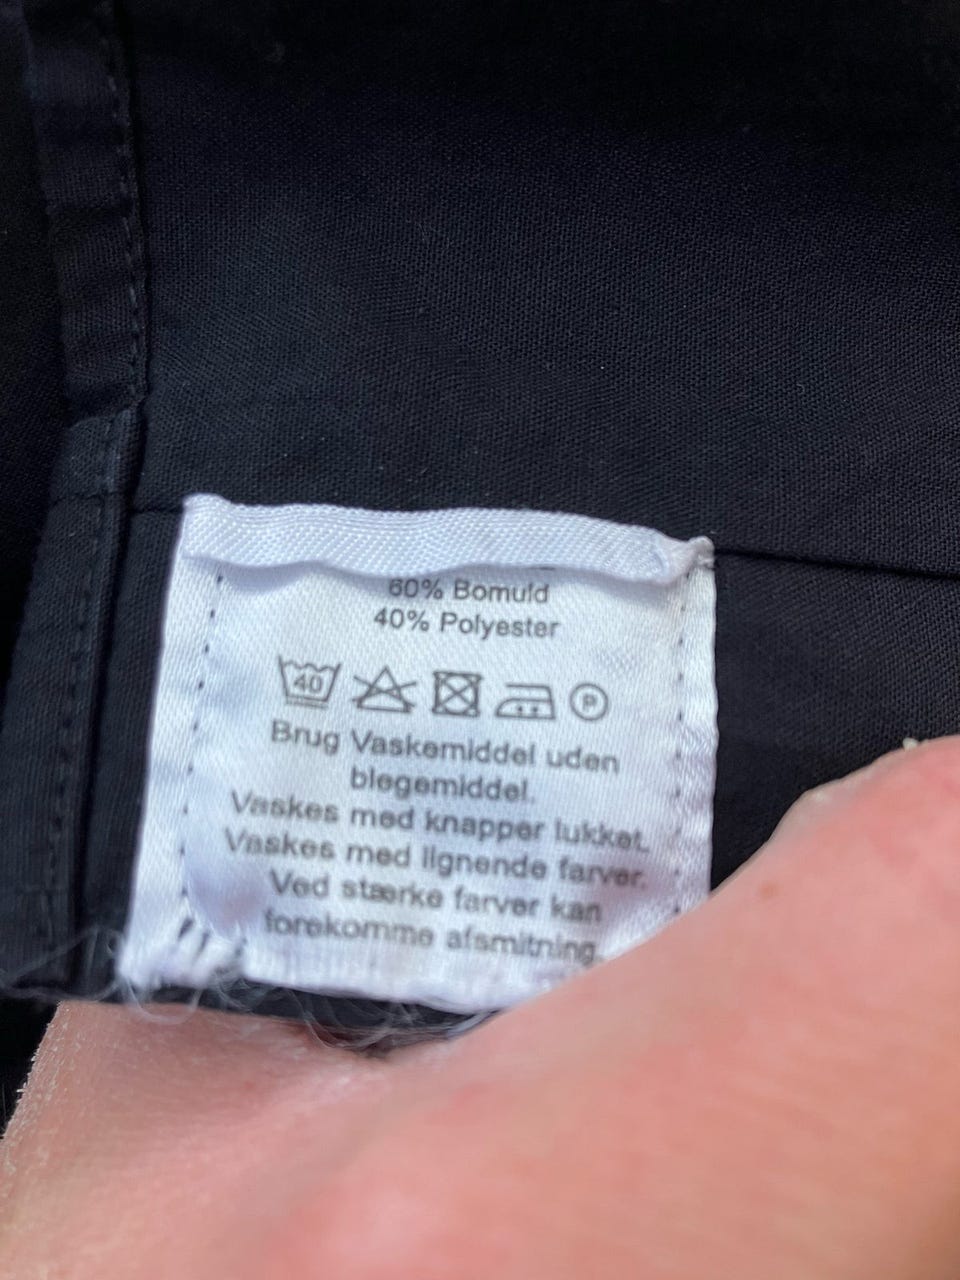 60% Bomuld
40% Polyester
40 P
Brug Vaskemiddel uden
blegemiddel.
Vaskes med knapper lukket.
Vaskes med lignende farver.
Ved stærke farver kan
forekomme afsmitning.